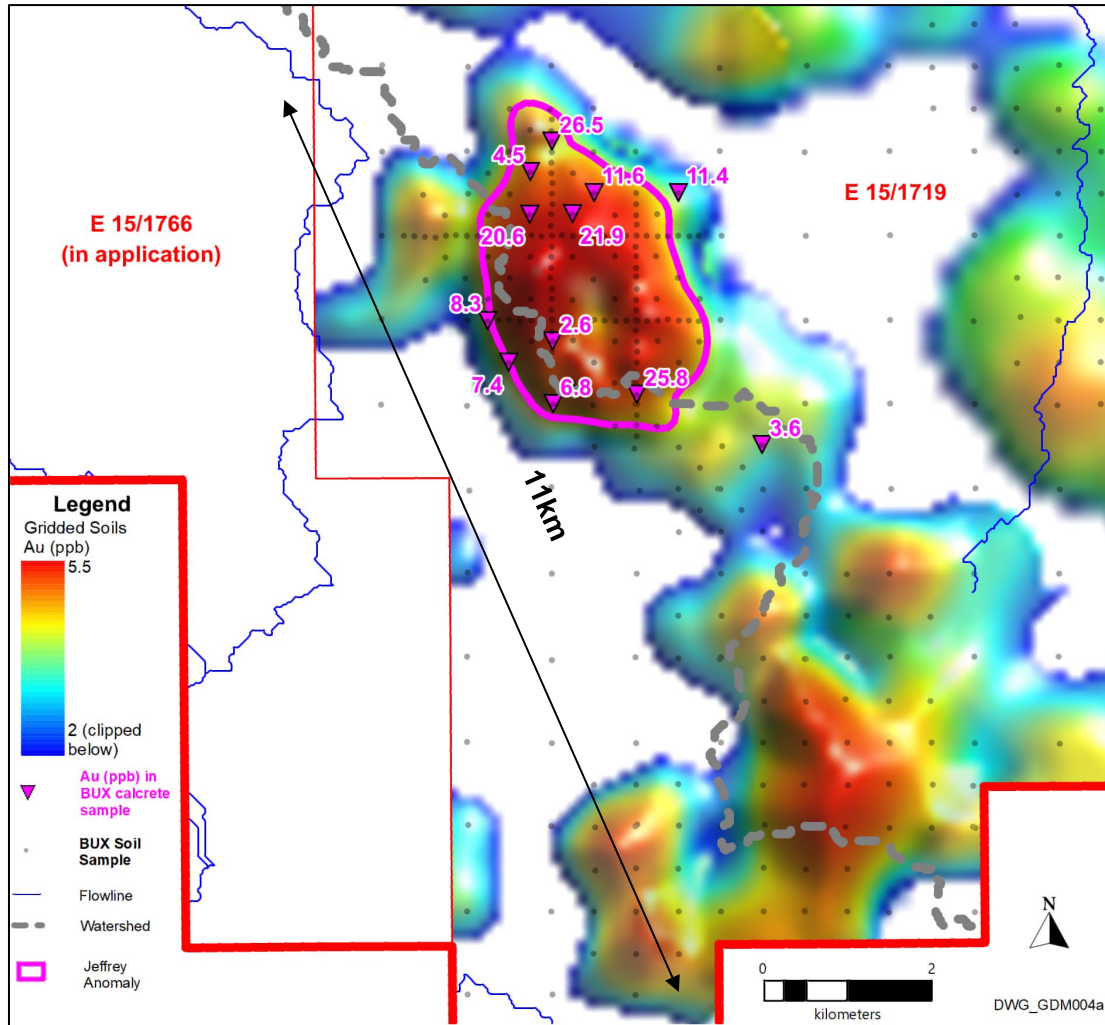 26.5
4.5
11.6
11.4
E 15/1719
E 15/1766
(in application)
20.6
21.9
8.3
2.6
7.4
6.8
25.8
3.6
11km
Legend
Gridded Soils
Au (ppb)
5.5
2 (clipped
below)
Au (ppb) in
BUX calcrete
sample
BUX Soil
Sample
Flowline
Watershed
Jeffrey
Anomaly
N
0
2
kilometers
DWG_GDM004a